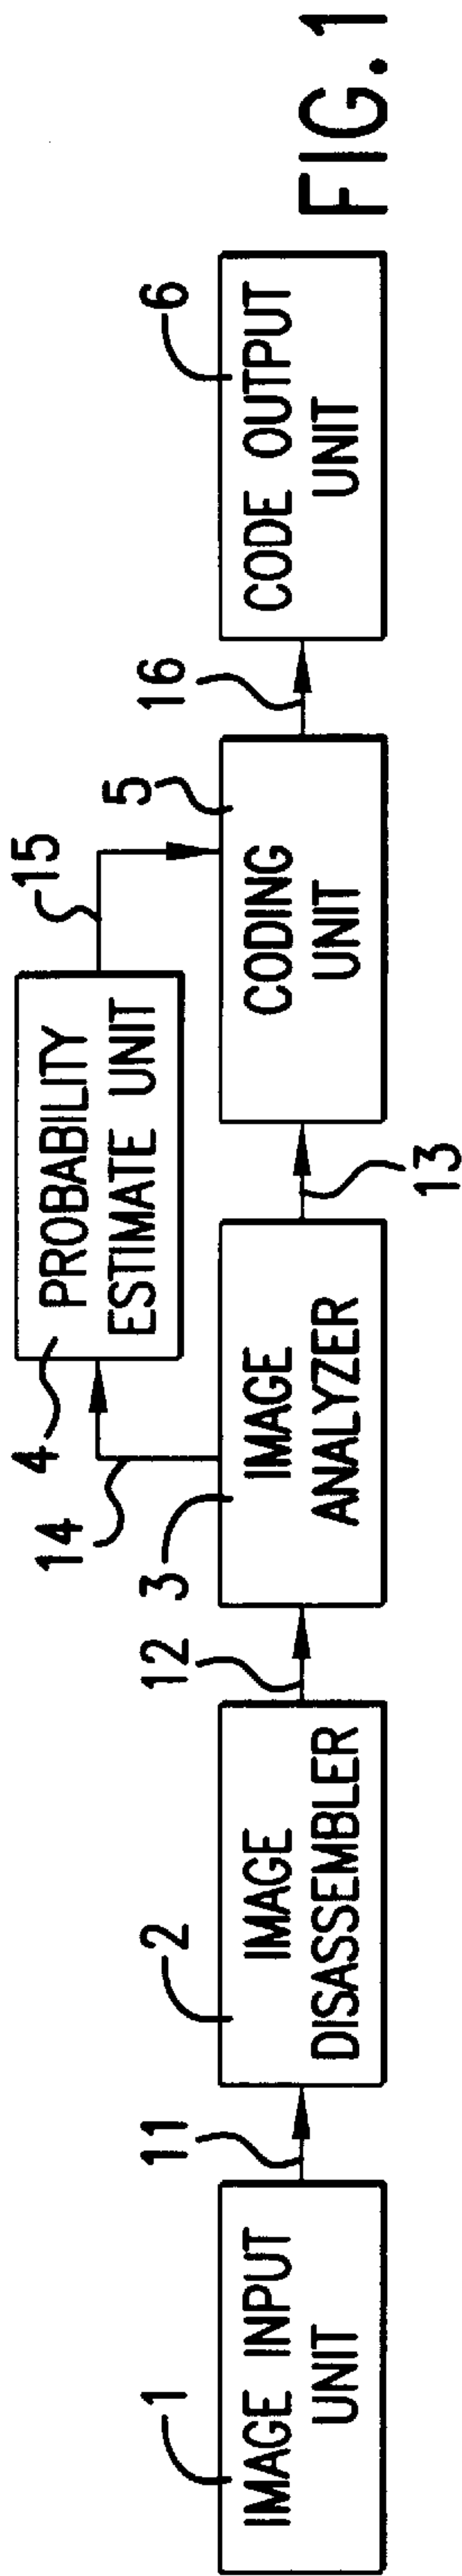 4
PROBABILITY
ESTIMATE UNIT
14
15
1
IMAGE INPUT
UNIT
11
2
IMAGE
DISASSEMBLER
12
3
IMAGE
ANALYZER
13
5
CODING
UNIT
16
6
CODE OUTPUT
UNIT
FIG.1